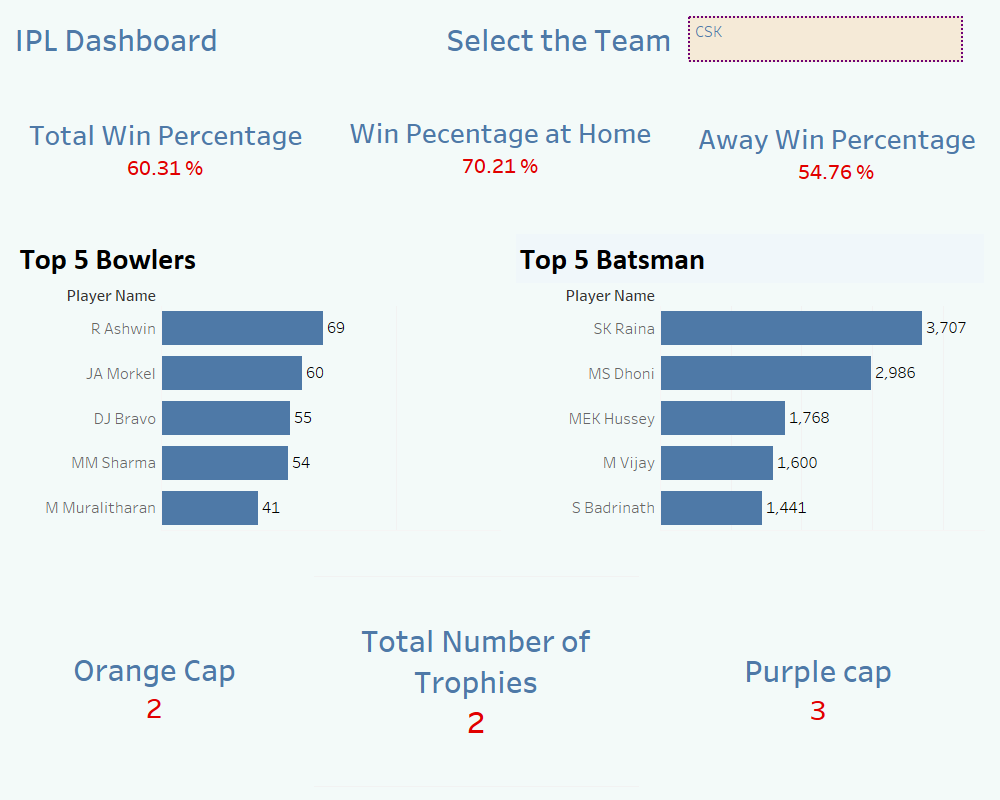 IPL Dashboard
Select the Team
CSK
Total Win Percentage
60.31 %
Win Pecentage at Home
70.21 %
Away Win Percentage
54.76 %
Top 5 Bowlers
Player Name
R Ashwin 69
JA Morkel 60
DJ Bravo 55
MM Sharma 54
M Muralitharan 41
Top 5 Batsman
Player Name
SK Raina 3,707
MS Dhoni 2,986
MEK Hussey 1,768
M Vijay 1,600
S Badrinath 1,441
Orange Cap
2
Total Number of
Trophies
2
Purple cap
3